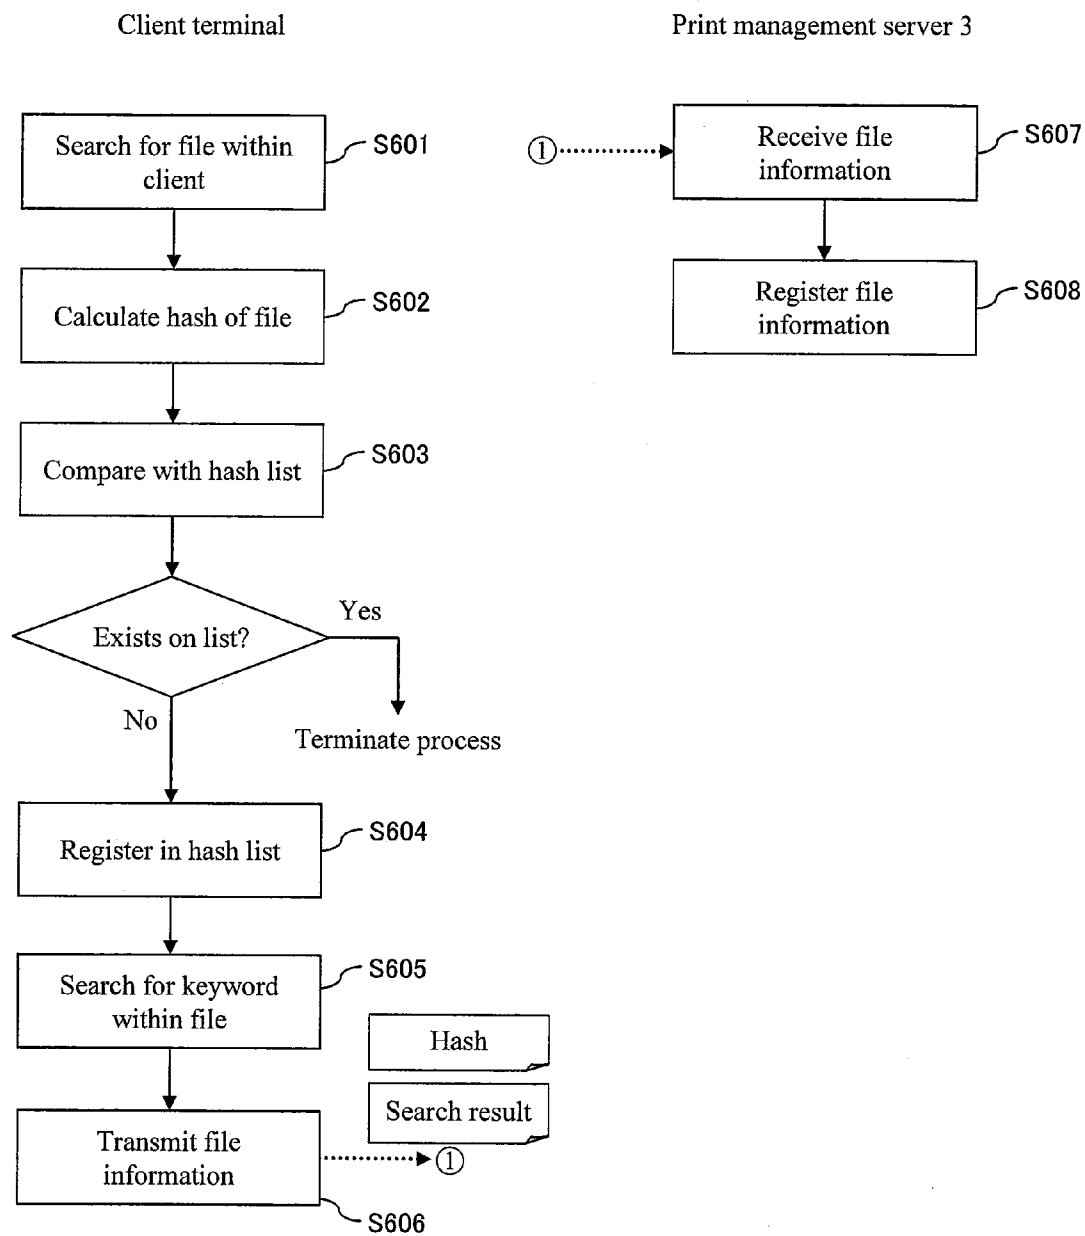 Client terminal
Print management server 3
Search for file within
client
S601
Calculate hash of file
S602
Compare with hash list
S603
Exists on list?
Yes
No
Terminate process
Register in hash list
S604
Search for keyword
within file
S605
Hash
Search result
Transmit file
information
①
S606
①
Receive file
information
S607
Register file
information
S608